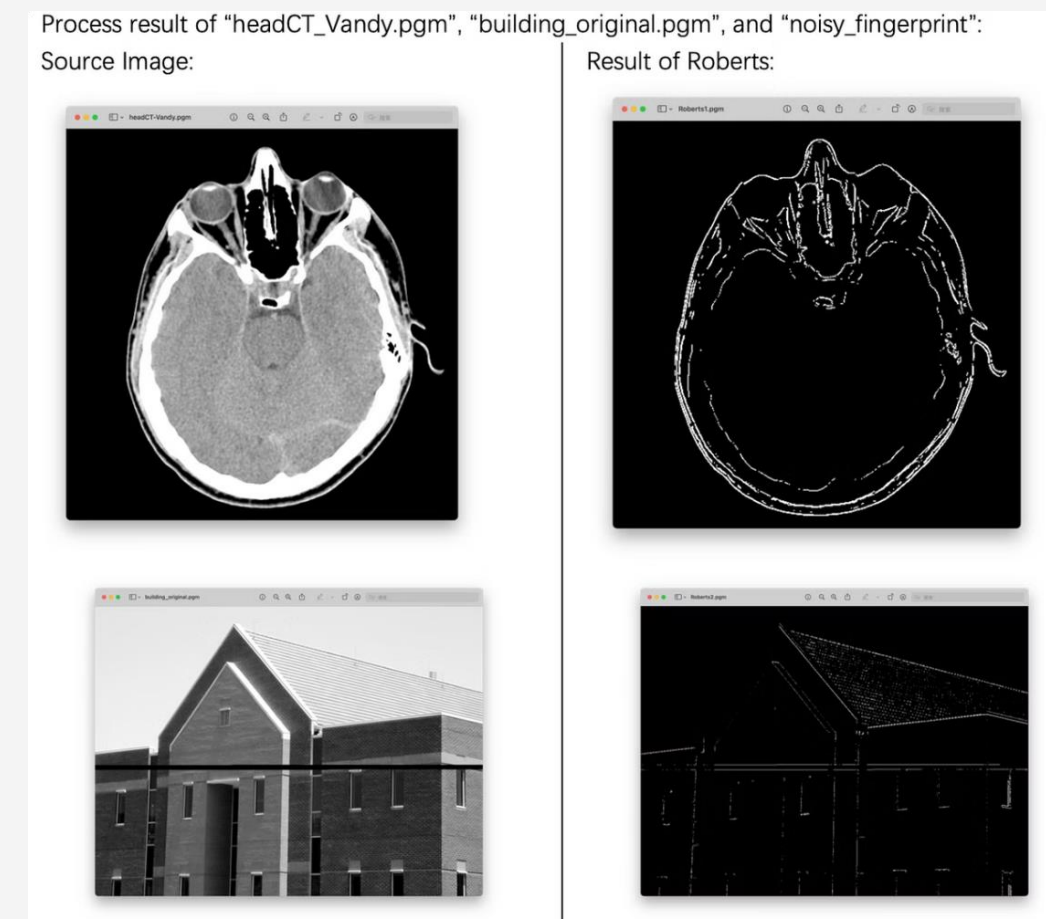 Process result of “headCT_Vandy.pgm”, “building_original.pgm”, and “noisy_fingerprint”:
Source Image:
Result of Roberts:
headCT-Vandy.pgm
Roberts1.pgm
building_original.pgm
Roberts2.pgm